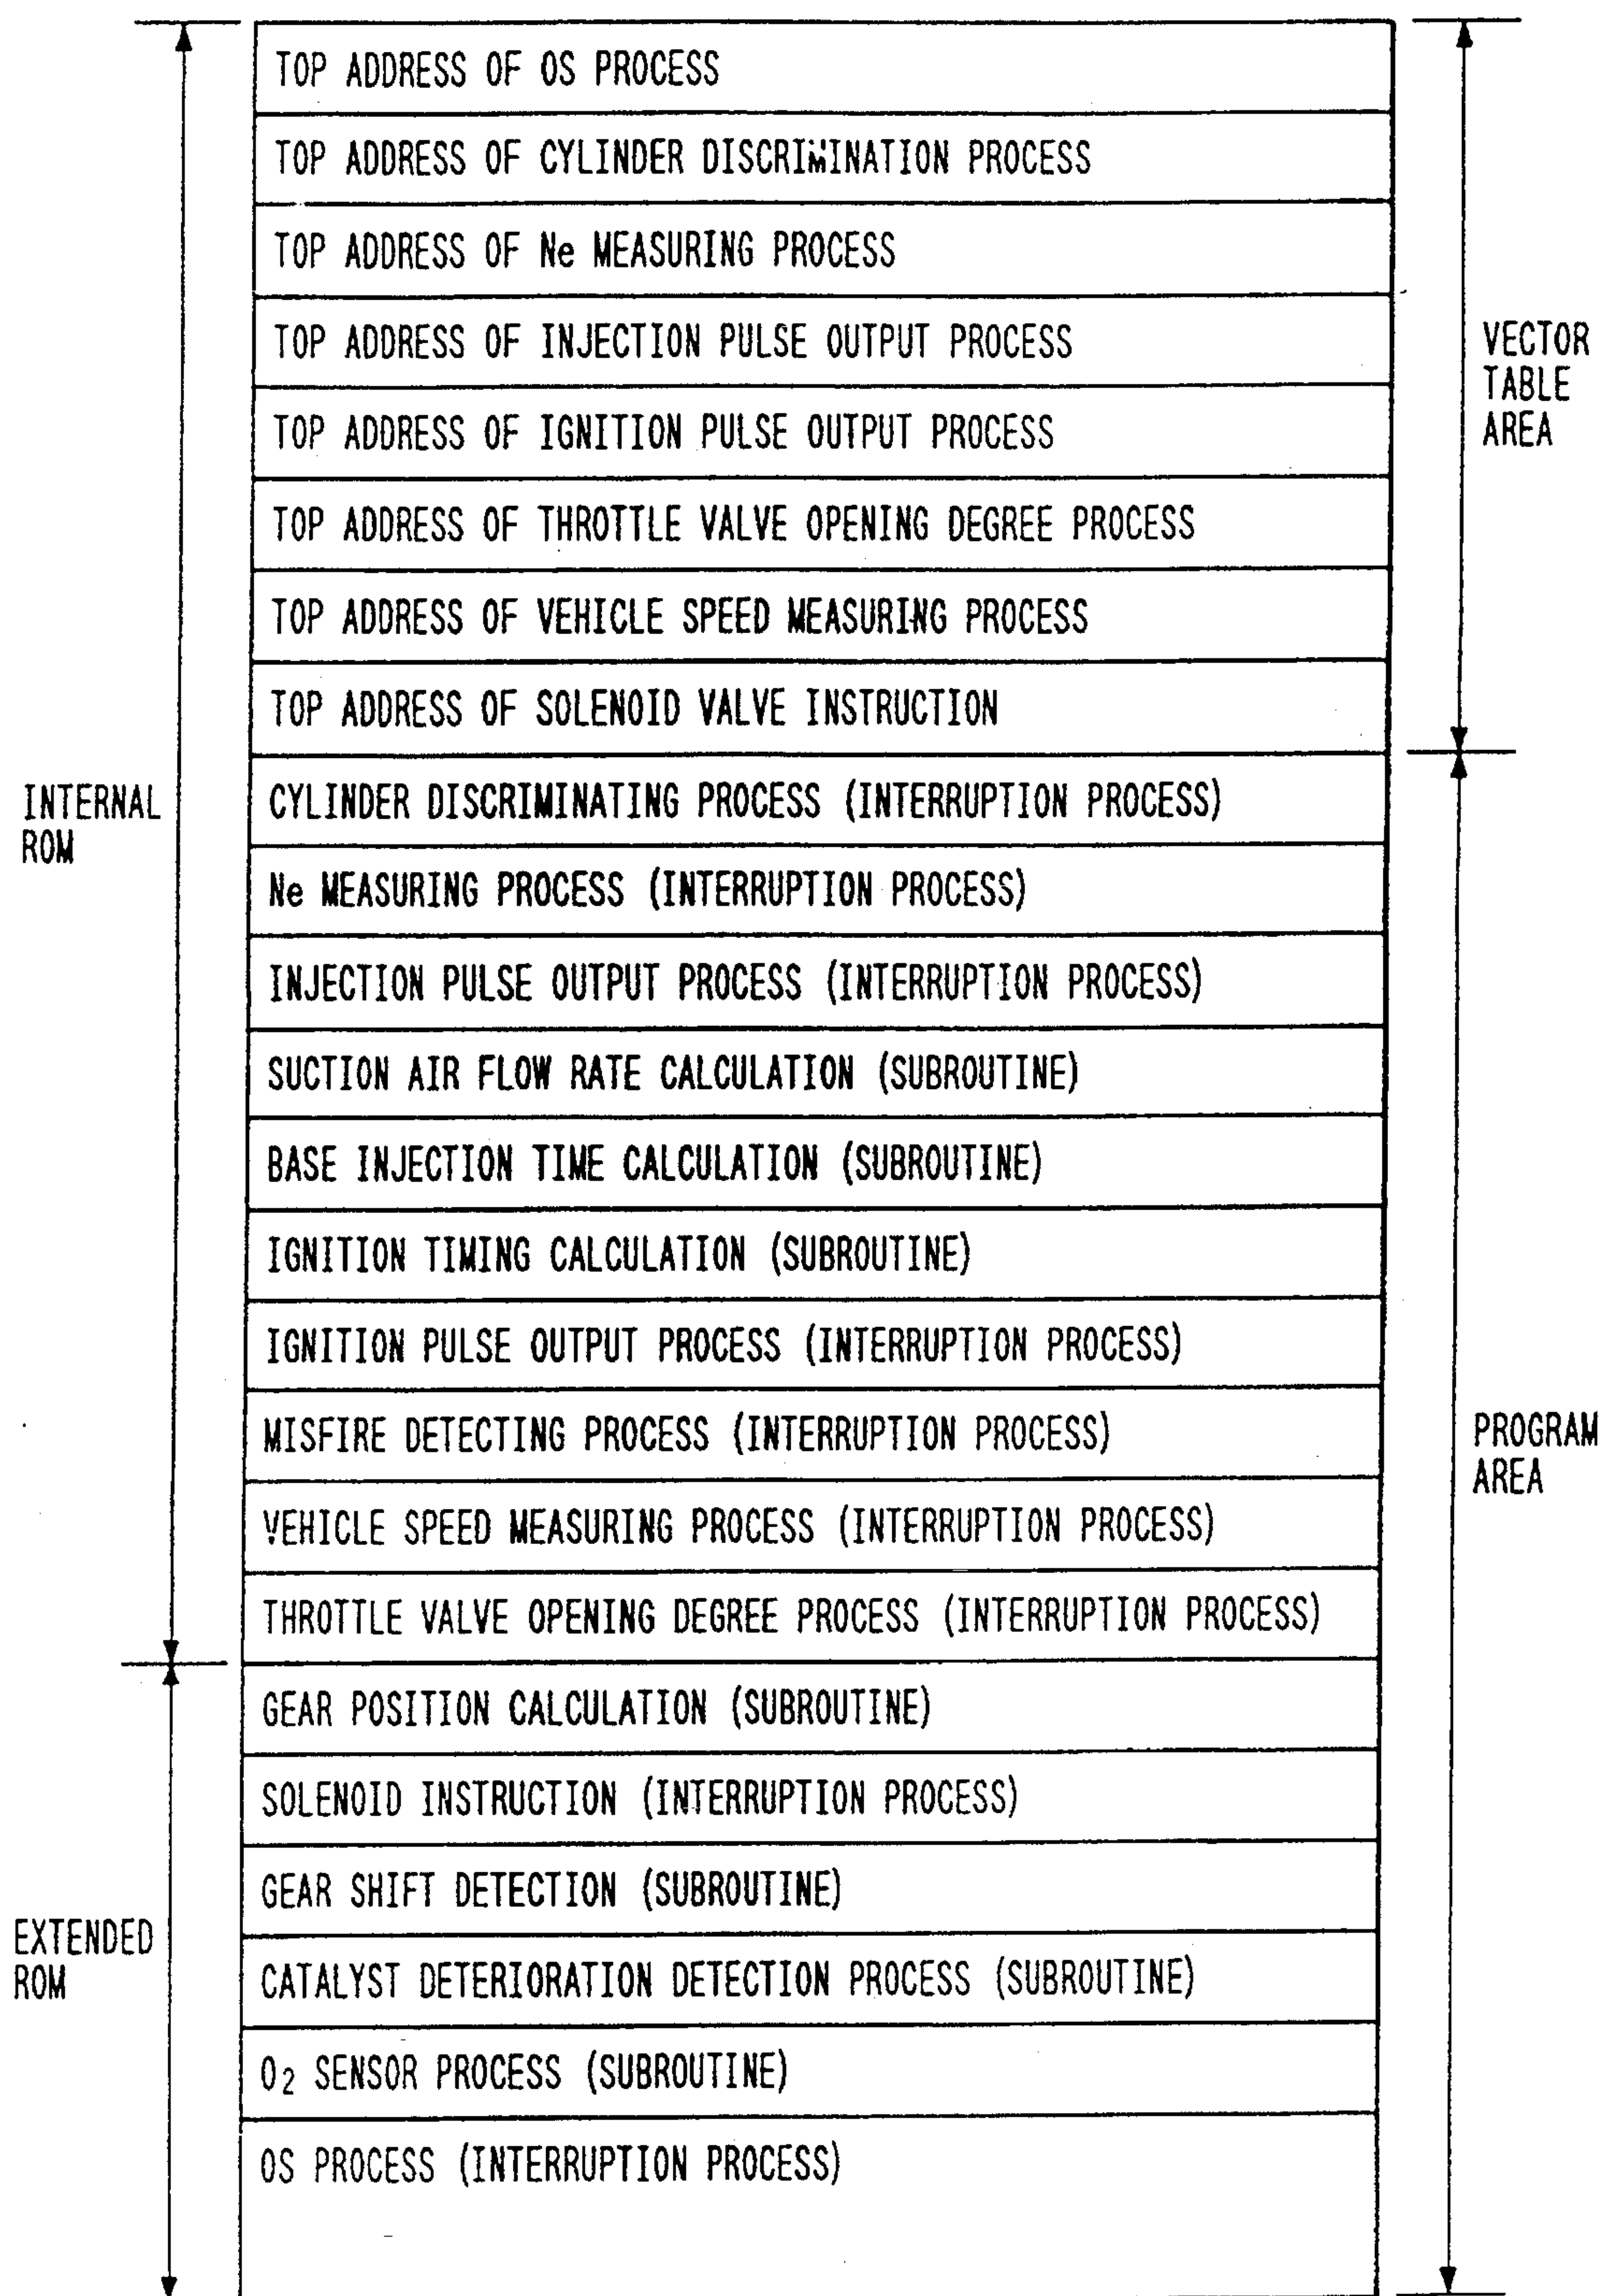 TOP ADDRESS OF OS PROCESS
TOP ADDRESS OF CYLINDER DISCRIMINATION PROCESS
TOP ADDRESS OF Ne MEASURING PROCESS
TOP ADDRESS OF INJECTION PULSE OUTPUT PROCESS
TOP ADDRESS OF IGNITION PULSE OUTPUT PROCESS
TOP ADDRESS OF THROTTLE VALVE OPENING DEGREE PROCESS
TOP ADDRESS OF VEHICLE SPEED MEASURING PROCESS
TOP ADDRESS OF SOLENOID VALVE INSTRUCTION
VECTOR
TABLE
AREA
INTERNAL
ROM
CYLINDER DISCRIMINATING PROCESS (INTERRUPTION PROCESS)
Ne MEASURING PROCESS (INTERRUPTION PROCESS)
INJECTION PULSE OUTPUT PROCESS (INTERRUPTION PROCESS)
SUCTION AIR FLOW RATE CALCULATION (SUBROUTINE)
BASE INJECTION TIME CALCULATION (SUBROUTINE)
IGNITION TIMING CALCULATION (SUBROUTINE)
IGNITION PULSE OUTPUT PROCESS (INTERRUPTION PROCESS)
MISFIRE DETECTING PROCESS (INTERRUPTION PROCESS)
VEHICLE SPEED MEASURING PROCESS (INTERRUPTION PROCESS)
THROTTLE VALVE OPENING DEGREE PROCESS (INTERRUPTION PROCESS)
PROGRAM
AREA
GEAR POSITION CALCULATION (SUBROUTINE)
SOLENOID INSTRUCTION (INTERRUPTION PROCESS)
GEAR SHIFT DETECTION (SUBROUTINE)
CATALYST DETERIORATION DETECTION PROCESS (SUBROUTINE)
O2 SENSOR PROCESS (SUBROUTINE)
OS PROCESS (INTERRUPTION PROCESS)
EXTENDED
ROM